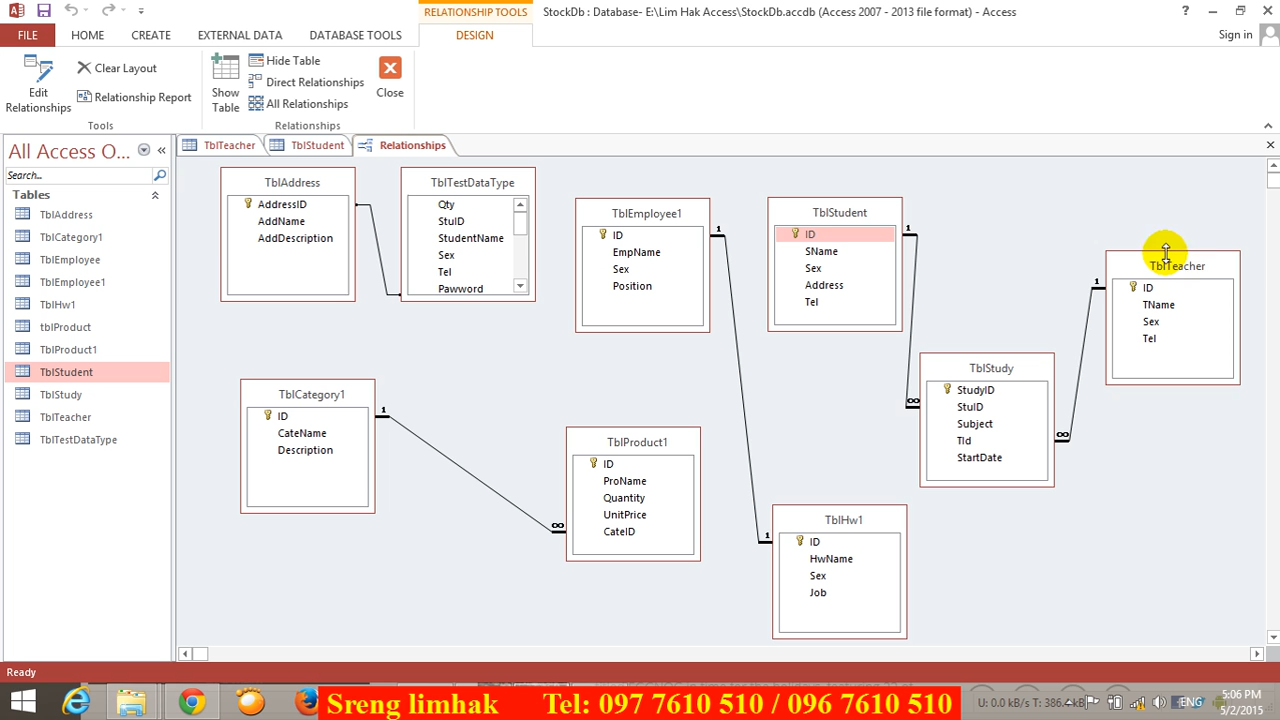 RELATIONSHIP TOOLS
StockDb : Database- E:\Lim Hak Access\StockDb.accdb (Access 2007 - 2013 file format) - Access
FILE
HOME
CREATE
EXTERNAL DATA
DATABASE TOOLS
DESIGN
Sign in
Edit
Relationships
Clear Layout
Relationship Report
Tools
Show
Table
Hide Table
Direct Relationships
All Relationships
Close
Relationships
All Access O...
Search...
Tables
TblAddress
TblCategory1
TblEmployee
TblEmployee1
TblHw1
tblProduct
TblProduct1
TblStudent
TblStudy
TblTeacher
TblTestDataType
TblTeacher
TblStudent
Relationships
TblAddress
AddressID
AddName
AddDescription
TblTestDataType
Qty
StuID
StudentName
Sex
Tel
Pawword
TblEmployee1
ID
EmpName
Sex
Position
1
TblStudent
ID
SName
Sex
Address
Tel
1
∞
TblTeacher
ID
TName
Sex
Tel
1
∞
TblStudy
StudyID
StuID
Subject
TId
StartDate
TblCategory1
ID
CateName
Description
1
∞
TblProduct1
ID
ProName
Quantity
UnitPrice
CateID
TblHw1
ID
HwName
Sex
Job
1
Ready
Sreng limhak Tel: 097 7610 510 / 096 7610 510
U: 0.0 kB/s T: 386.4 kB
ENG
5:06 PM
5/2/2015